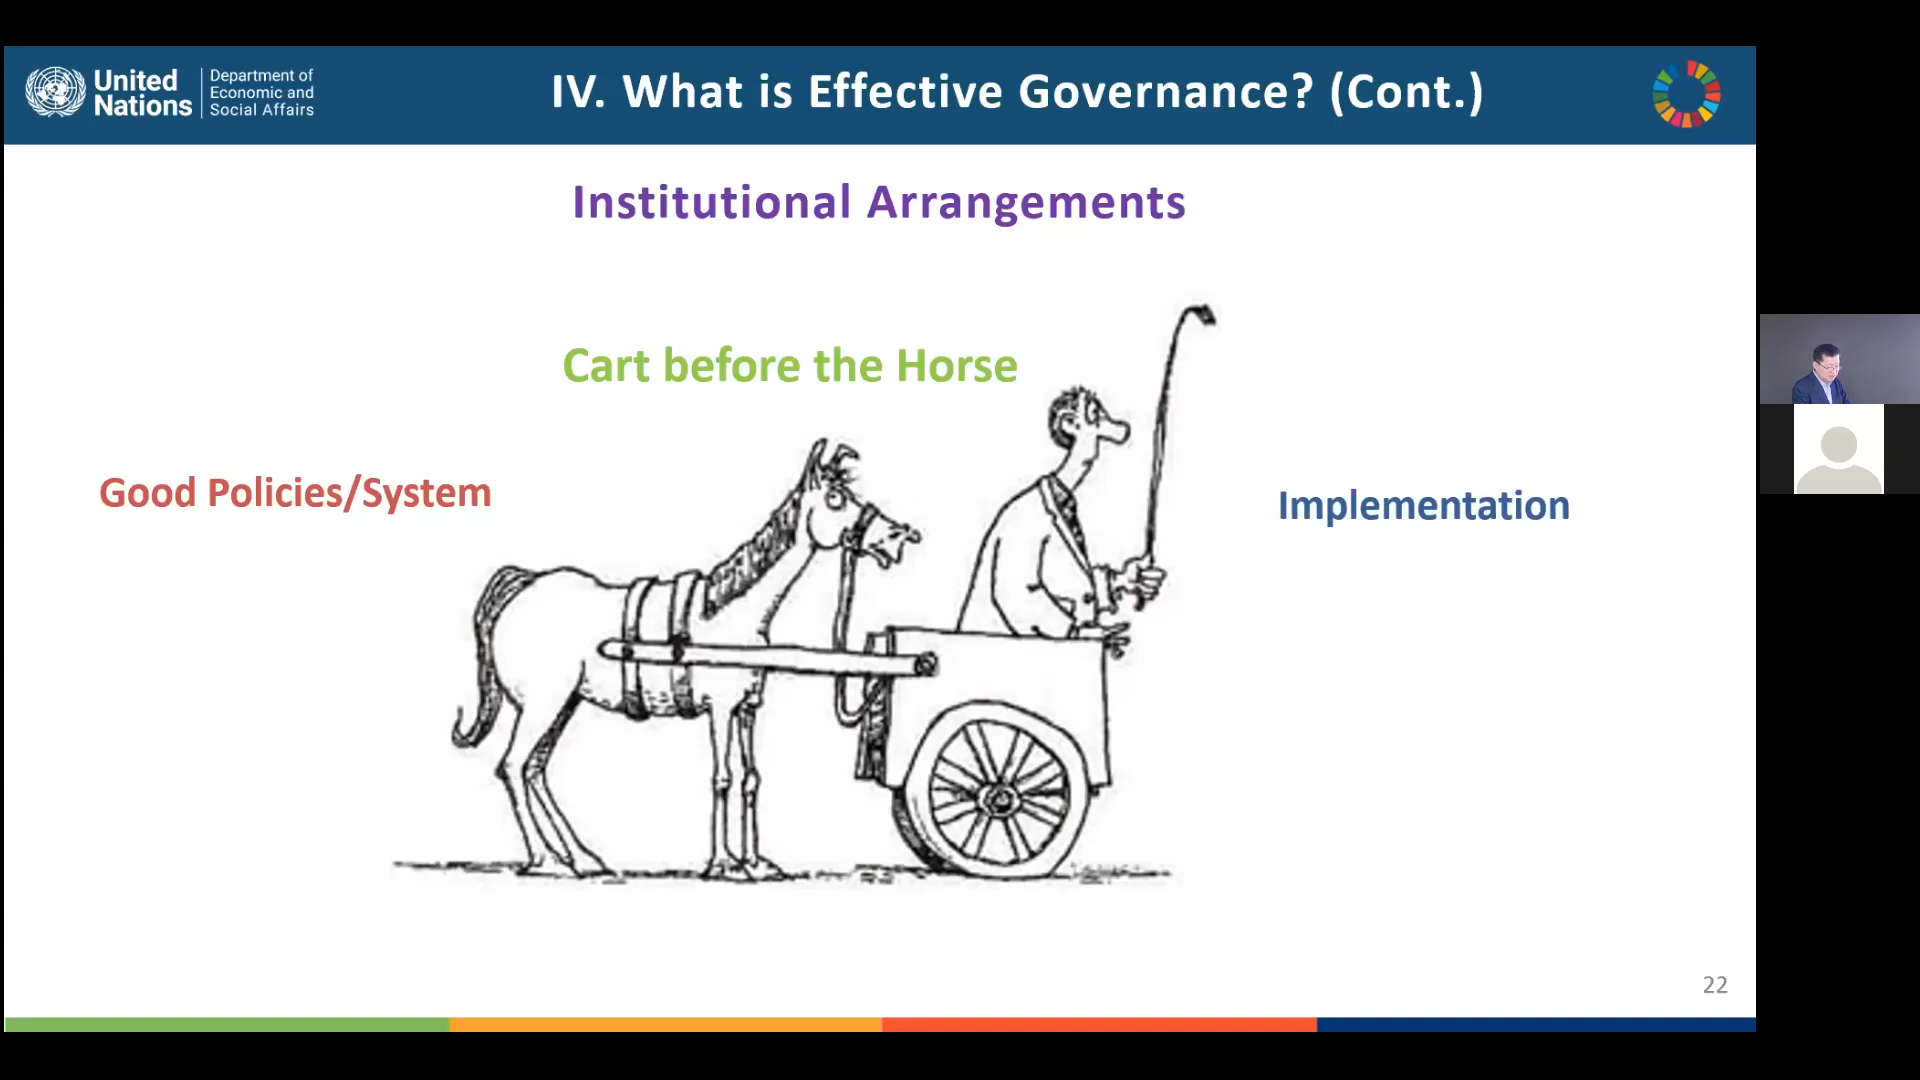 United
Nations
Department of
Economic and
Social Affairs
IV. What is Effective Governance? (Cont.)
Institutional Arrangements
Cart before the Horse
Good Policies/System
Implementation
22